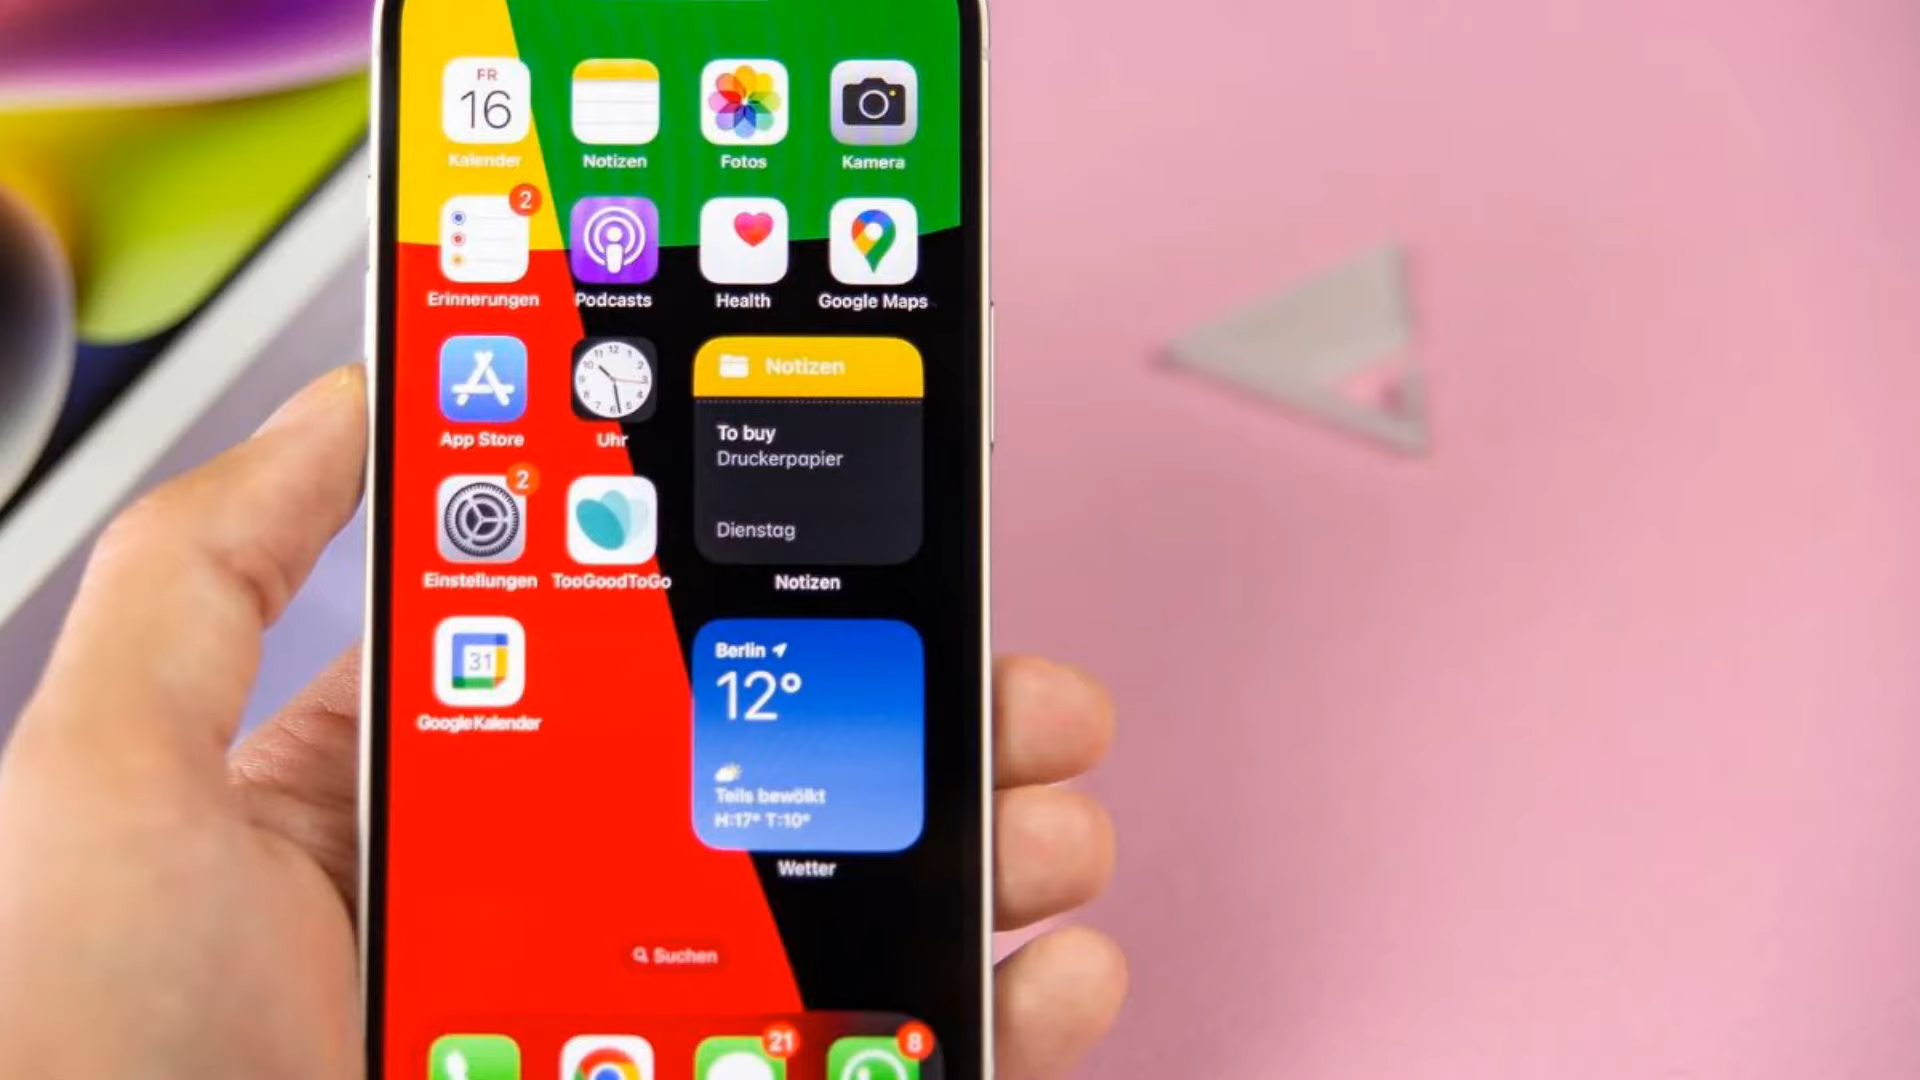 FR
16
Kalender
Notizen
Fotos
Kamera
2
Erinnerungen
Podcasts
Health
Google Maps
App Store
Uhr
Notizen
To buy
Druckerpapier
Dienstag
Notizen
2
Einstellungen
TooGoodToGo
31
Google Kalender
Berlin
12°
Teils bewölkt
H:17° T:10°
Wetter
Suchen
21
8